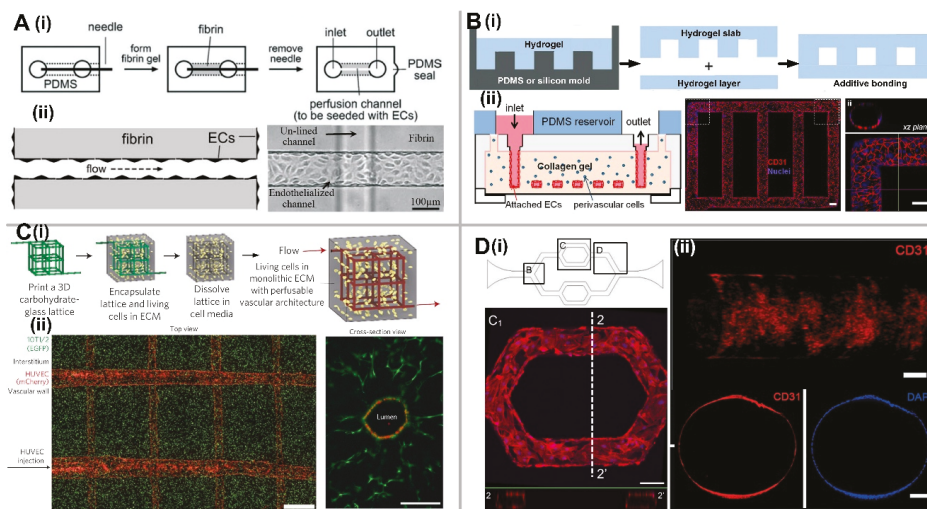 A (i)
needle
form
fibrin gel
fibrin
remove
needle
inlet
outlet
PDMS
PDMS
seal
perfusion channel
(to be seeded with ECs)
(ii)
fibrin
ECs
flow
Un-lined
channel
Fibrin
Endothelialized
channel
100µm
B (i)
Hydrogel
PDMS or silicon mold
Hydrogel slab
+
Hydrogel layer
Additive bonding
(ii)
inlet
PDMS reservoir
outlet
Collagen gel
Attached ECs
perivascular cells
CD31
Nuclei
ii
xz plane
C (i)
Print a 3D
carbohydrate-
glass lattice
Encapsulate
lattice and living
cells in ECM
Dissolve
lattice in
cell media
Flow
Living cells in
monolithic ECM
with perfusable
vascular architecture
(ii)
Top view
10T1/2
(EGFP)
Interstitium
HUVEC
(mCherry)
Vascular wall
HUVEC
injection
Cross-section view
Lumen
D (i)
B
C
D
C1
2
2'
2
2'
(ii)
CD31
CD31
DAP